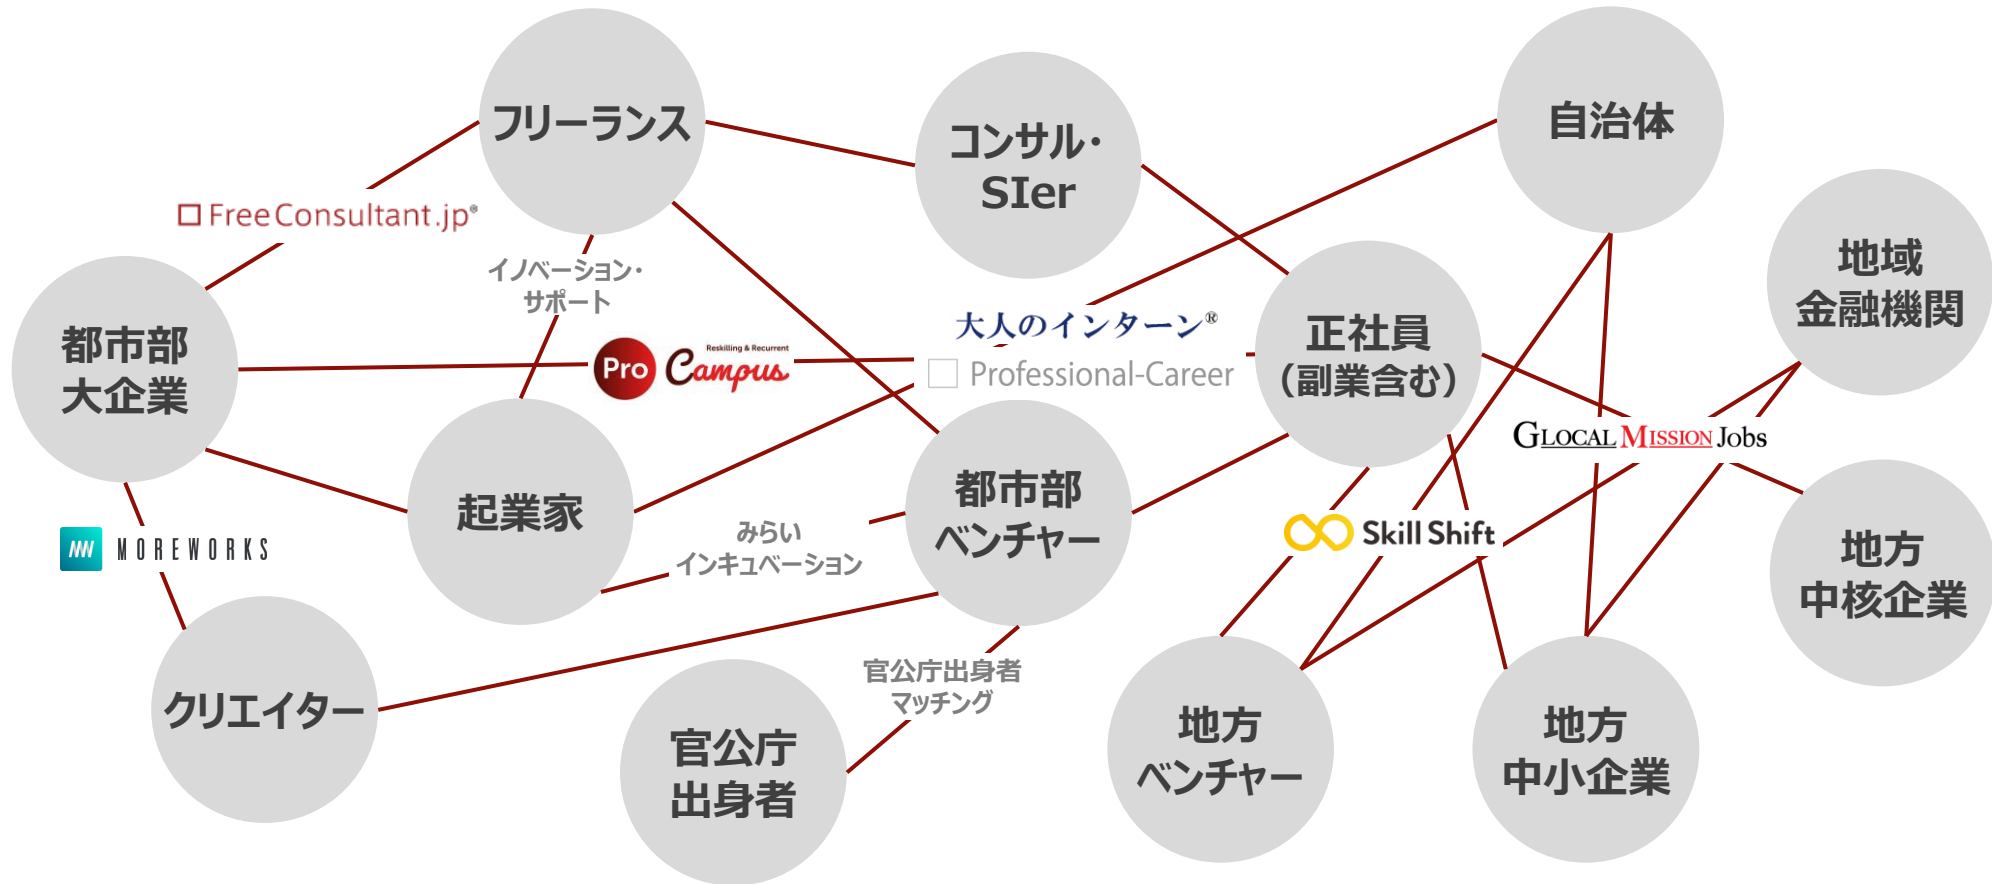 フリーランス
コンサル・
SIer
自治体
FreeConsultant.jp®
イノベーション・
サポート
地域
金融機関
都市部
大企業
Pro
Reskilling & Recurrent
Campus
大人のインターン®
Professional-Career
正社員
（副業含む）
GLOCAL MISSION Jobs
起業家
都市部
ベンチャー
みらい
インキュベーション
Skill Shift
MOREWORKS
地方
中核企業
クリエイター
官公庁出身者
マッチング
官公庁
出身者
地方
ベンチャー
地方
中小企業